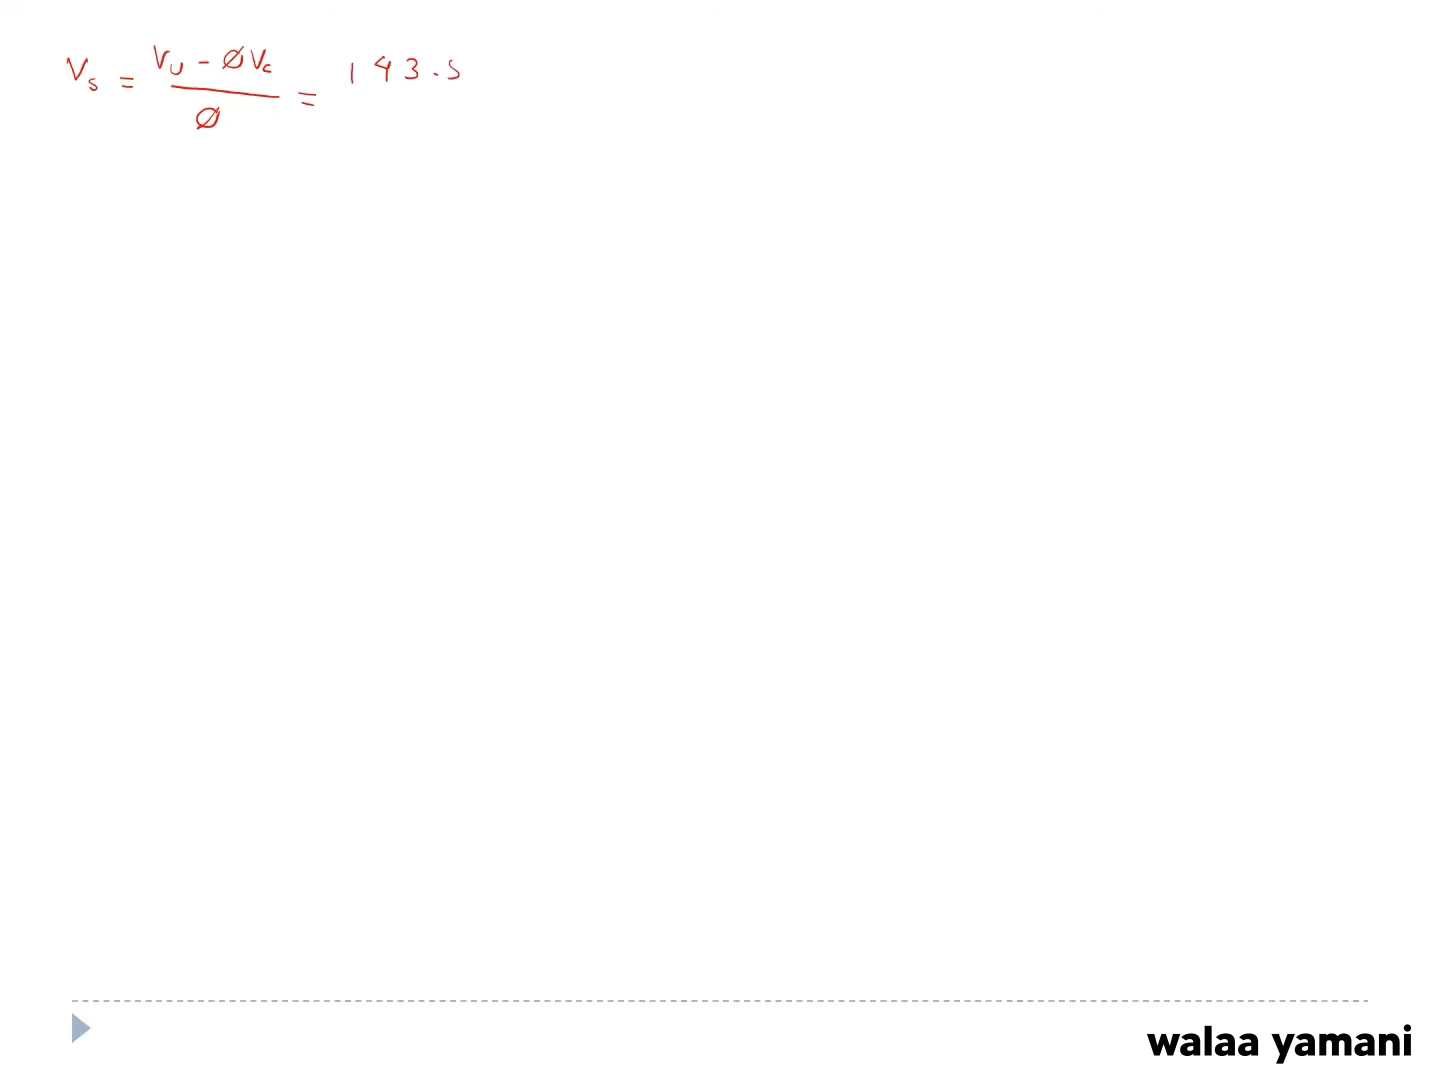 Vs = (Vu - ØVc) / Ø = 143.5
walaa yamani